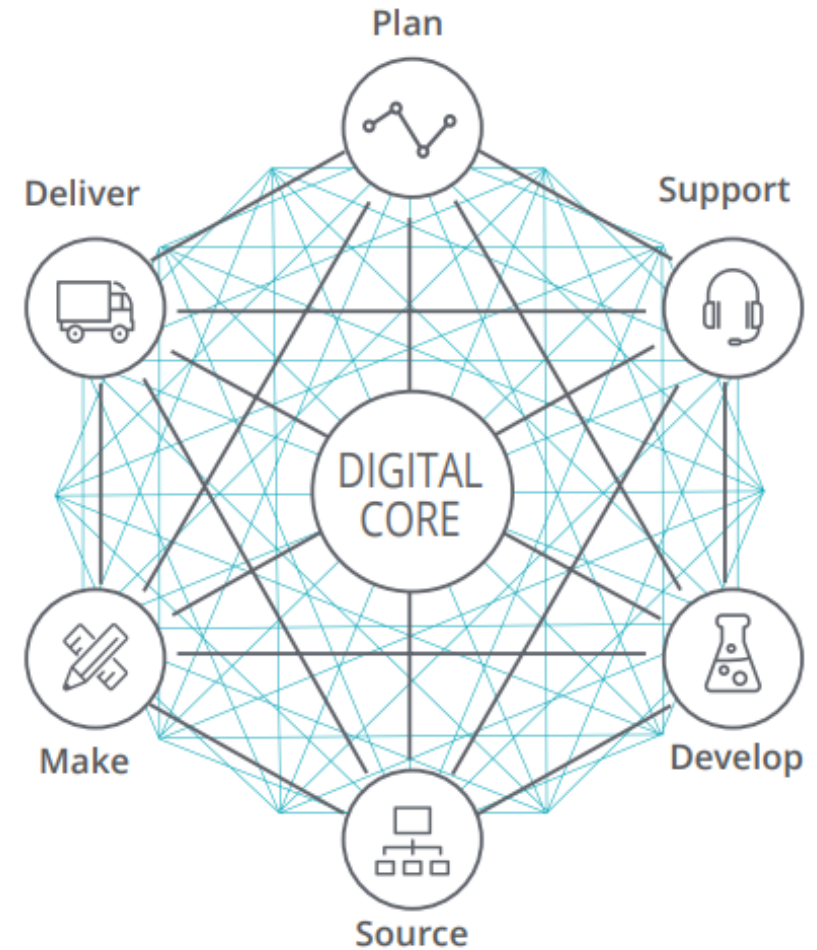 Plan
Deliver
Support
DIGITAL
CORE
Make
Develop
Source